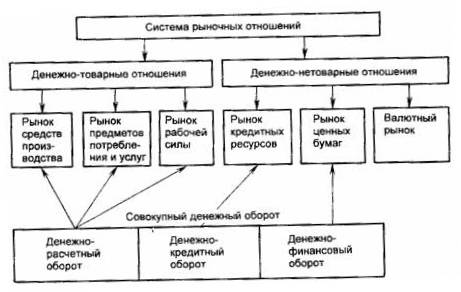 Система рыночных отношений
Денежно-товарные отношения
Денежно-нетоварные отношения
Рынок
средств
произ-
водства
Рынок
предметов
потребле-
ния и услуг
Рынок
рабочей
силы
Рынок
кредитных
ресурсов
Рынок
ценных
бумаг
Валютный
рынок
Совокупный денежный оборот
Денежно-
расчетный
оборот
Денежно-
кредитный
оборот
Денежно-
финансовый
оборот